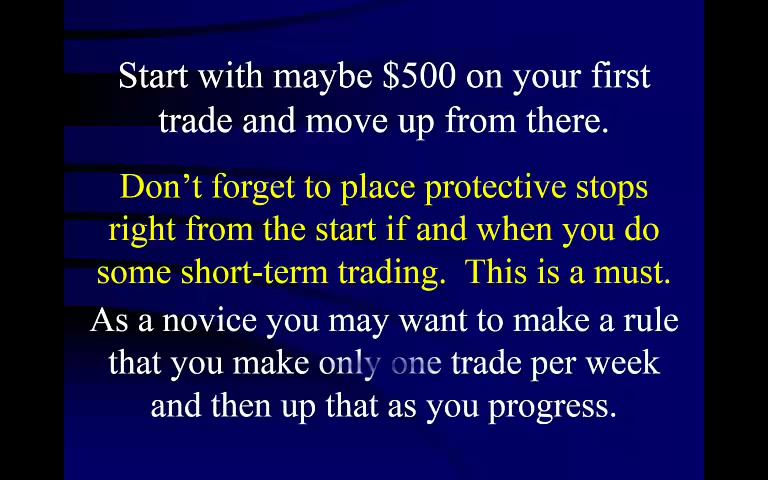 Start with maybe $500 on your first
trade and move up from there.
Don’t forget to place protective stops
right from the start if and when you do
some short-term trading.  This is a must.
As a novice you may want to make a rule
that you make only one trade per week
and then up that as you progress.